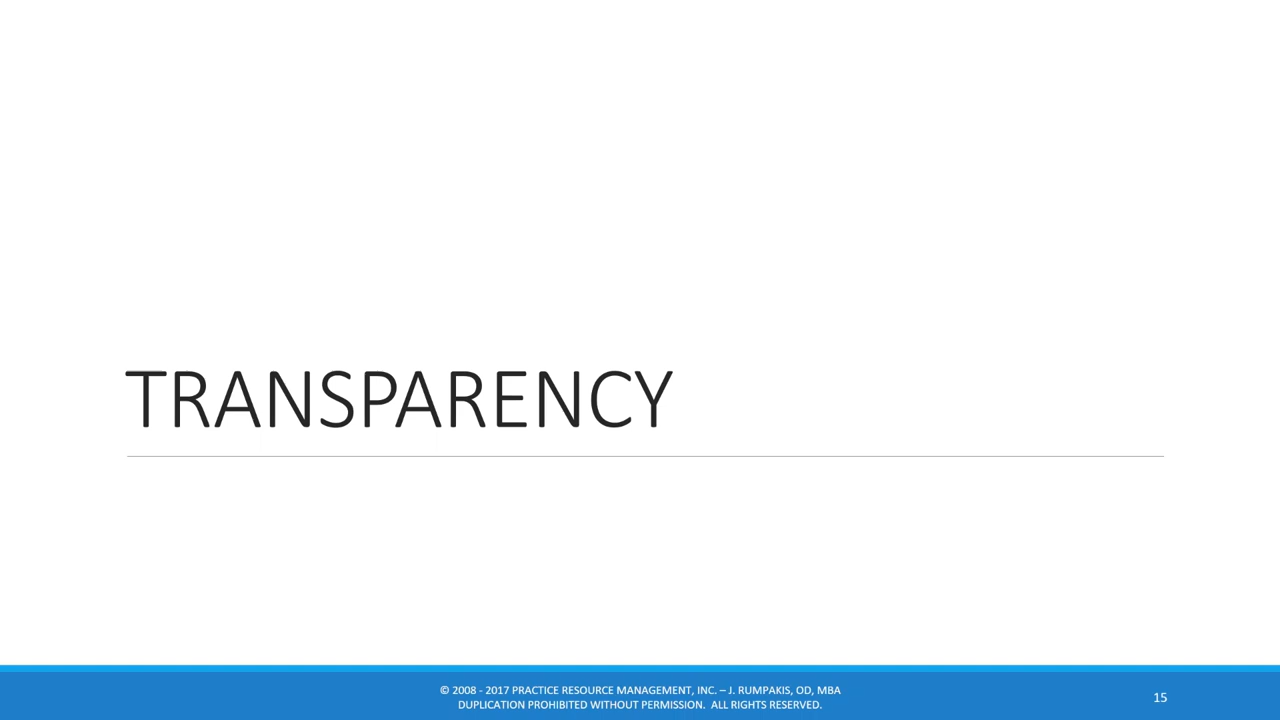 TRANSPARENCY
© 2008 - 2017 PRACTICE RESOURCE MANAGEMENT, INC. – J. RUMPAKIS, OD, MBA
DUPLICATION PROHIBITED WITHOUT PERMISSION.  ALL RIGHTS RESERVED.
15